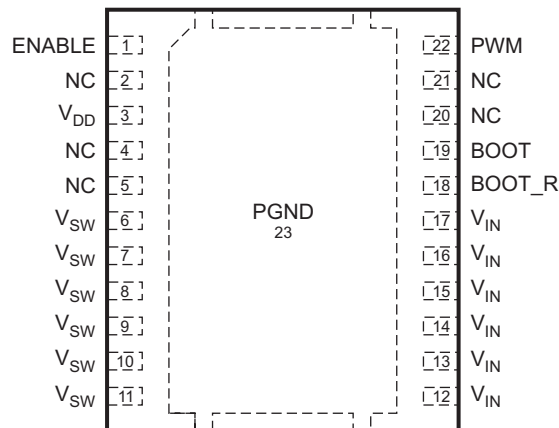 ENABLE 1 22 PWM
NC 2 21 NC
VDD 3 20 NC
NC 4 19 BOOT
NC 5 18 BOOT_R
VSW 6 17 VIN
PGND
23
VSW 7 16 VIN
VSW 8 15 VIN
VSW 9 14 VIN
VSW 10 13 VIN
VSW 11 12 VIN